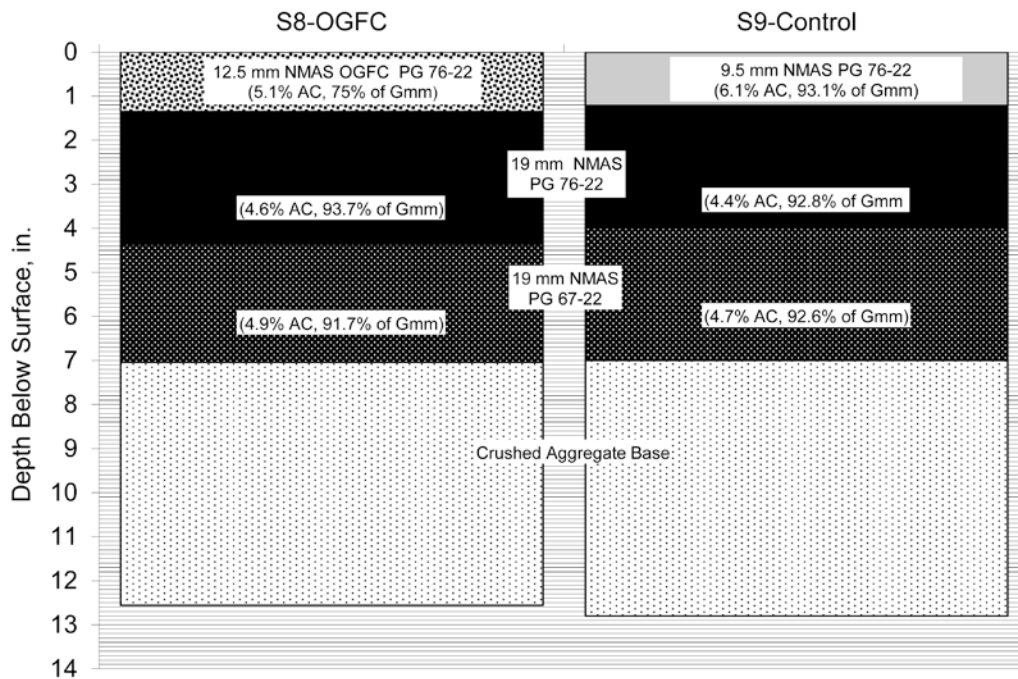 S8-OGFC
S9-Control
Depth Below Surface, in.
0
1
2
3
4
5
6
7
8
9
10
11
12
13
14
12.5 mm NMAS OGFC PG 76-22
(5.1% AC, 75% of Gmm)
9.5 mm NMAS PG 76-22
(6.1% AC, 93.1% of Gmm)
19 mm NMAS
PG 76-22
(4.6% AC, 93.7% of Gmm)
(4.4% AC, 92.8% of Gmm
19 mm NMAS
PG 67-22
(4.9% AC, 91.7% of Gmm)
(4.7% AC, 92.6% of Gmm)
Crushed Aggregate Base